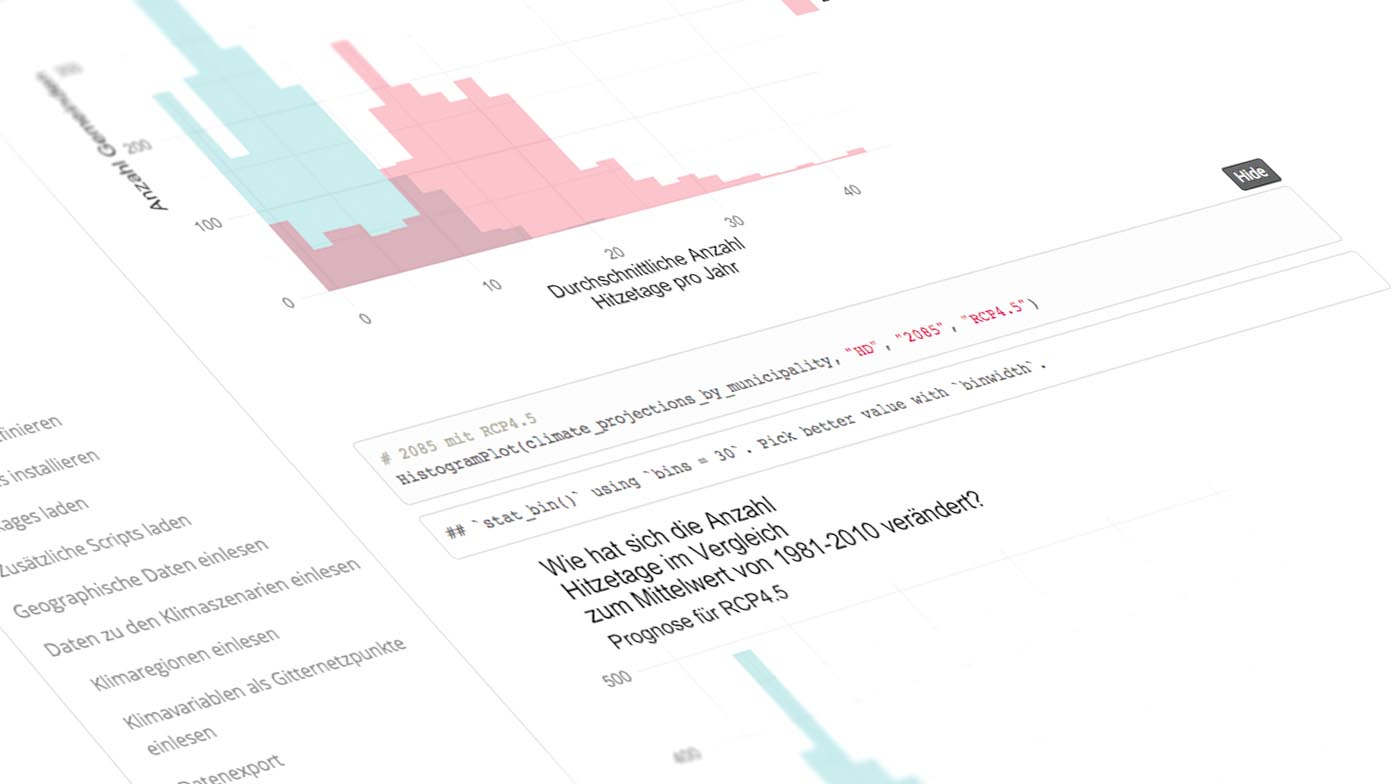 Anzahl Gemeinden
300
200
100
0
0
10
20
30
40
Durchschnittliche Anzahl
Hitzetage pro Jahr
Hide
# 2085 mit RCP4.5
HistogramPlot(climate_projections_by_municipality, "HD" , "2085" , "RCP4.5")
## `stat_bin()` using `bins = 30`. Pick better value with `binwidth`.
Wie hat sich die Anzahl
Hitzetage im Vergleich
zum Mittelwert von 1981-2010 verändert?
Prognose für RCP4.5
500
400
finieren
s installieren
ages laden
Zusätzliche Scripts laden
Geographische Daten einlesen
Daten zu den Klimaszenarien einlesen
Klimaregionen einlesen
Klimavariablen als Gitternetzpunkte
einlesen
Datenexport